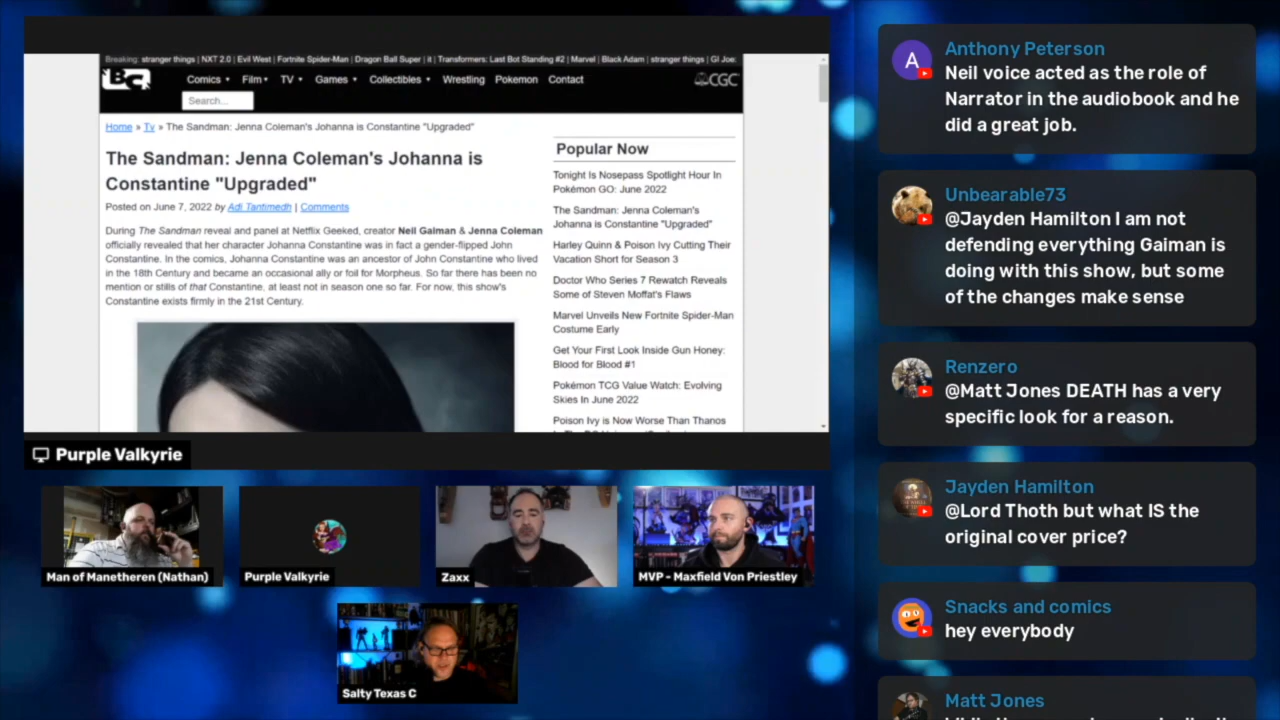 Breaking: stranger things | NXT 2.0 | Evil West | Fortnite Spider-Man | Dragon Ball Super | it | Transformers: Last Bot Standing #2 | Marvel | Black Adam | stranger things | GI Joe:
BC
Comics
Film
TV
Games
Collectibles
Wrestling
Pokemon
Contact
CGC
Search...
Home » Tv » The Sandman: Jenna Coleman's Johanna is Constantine "Upgraded"
The Sandman: Jenna Coleman's Johanna is
Constantine "Upgraded"
Posted on June 7, 2022 by Adi Tantimedh | Comments
During The Sandman reveal and panel at Netflix Geeked, creator Neil Gaiman & Jenna Coleman
officially revealed that her character Johanna Constantine was in fact a gender-flipped John
Constantine. In the comics, Johanna Constantine was an ancestor of John Constantine who lived
in the 18th Century and became an occasional ally or foil for Morpheus. So far there has been no
mention or stills of that Constantine, at least not in season one so far. For now, this show's
Constantine exists firmly in the 21st Century.
Popular Now
Tonight Is Nosepass Spotlight Hour In
Pokémon GO: June 2022
The Sandman: Jenna Coleman's
Johanna is Constantine "Upgraded"
Harley Quinn & Poison Ivy Cutting Their
Vacation Short for Season 3
Doctor Who Series 7 Rewatch Reveals
Some of Steven Moffat's Flaws
Marvel Unveils New Fortnite Spider-Man
Costume Early
Get Your First Look Inside Gun Honey:
Blood for Blood #1
Pokémon TCG Value Watch: Evolving
Skies In June 2022
Poison Ivy is Now Worse Than Thanos
Purple Valkyrie
Man of Manetheren (Nathan)
Purple Valkyrie
Zaxx
MVP - Maxfield Von Priestley
Salty Texas C
A
Anthony Peterson
Neil voice acted as the role of
Narrator in the audiobook and he
did a great job.
Unbearable73
@Jayden Hamilton I am not
defending everything Gaiman is
doing with this show, but some
of the changes make sense
Renzero
@Matt Jones DEATH has a very
specific look for a reason.
Jayden Hamilton
@Lord Thoth but what IS the
original cover price?
Snacks and comics
hey everybody
Matt Jones